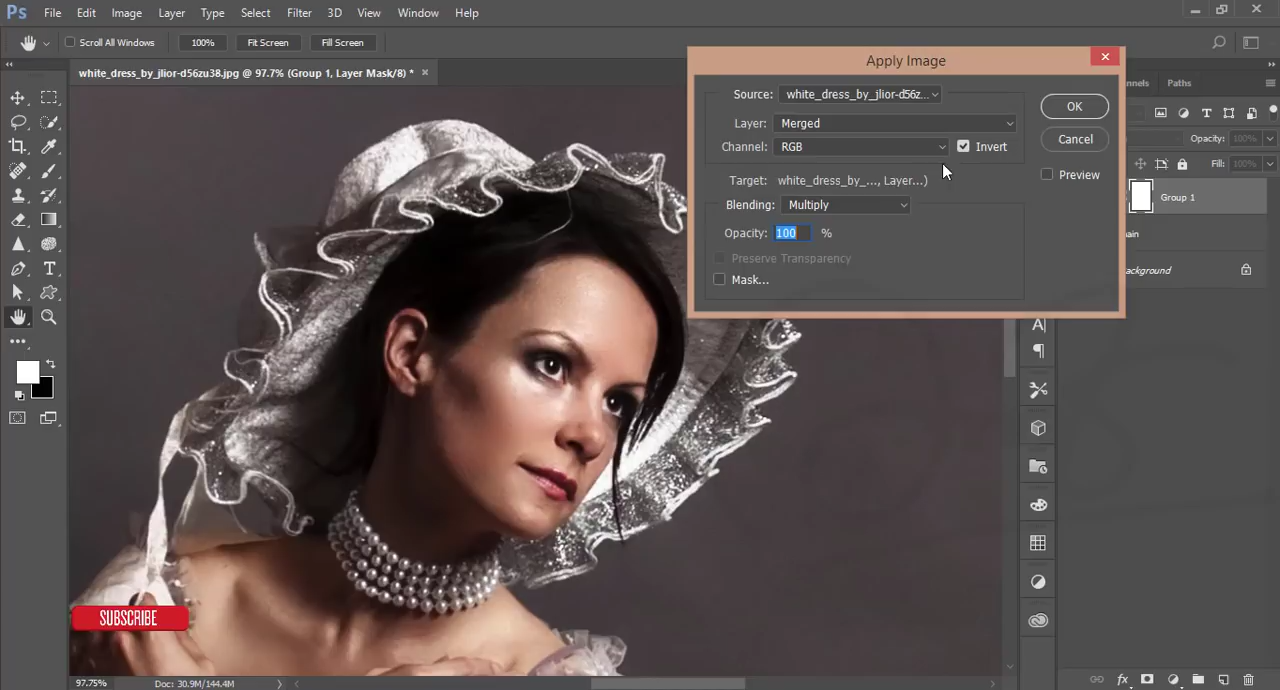 Ps File Edit Image Layer Type Select Filter 3D View Window Help
Scroll All Windows 100% Fit Screen Fill Screen
white_dress_by_jlior-d56zu38.jpg @ 97.7% (Group 1, Layer Mask/8) * ×
Apply Image
Source: white_dress_by_jlior-d56z...
Layer: Merged
Channel: RGB Invert
Target: white_dress_by_..., Layer...)
Blending: Multiply
Opacity: 100 %
Preserve Transparency
Mask...
OK
Cancel
Preview
nnels Paths
Opacity: 100%
Fill: 100%
Group 1
ain
ackground
SUBSCRIBE
97.75% Doc: 30.9M/144.4M
fx